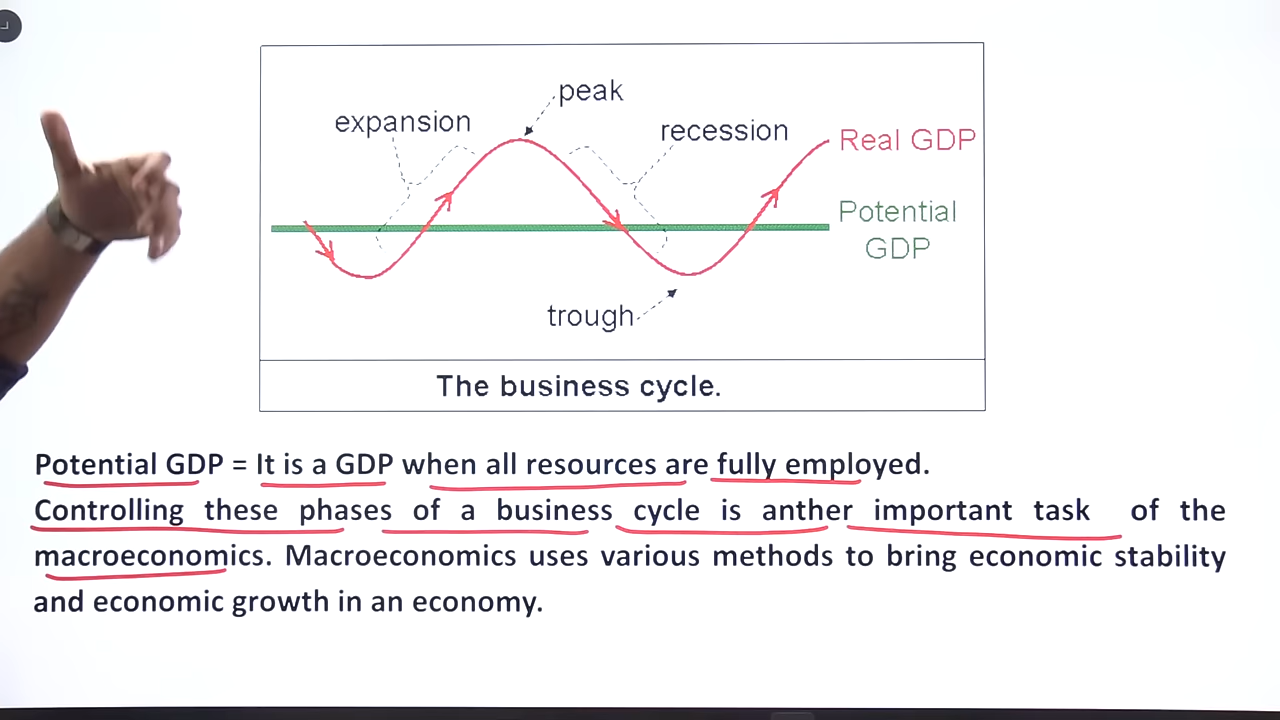 peak
expansion
recession
Real GDP
Potential
GDP
trough
The business cycle.
Potential GDP = It is a GDP when all resources are fully employed.
Controlling these phases of a business cycle is anther important task of the
macroeconomics. Macroeconomics uses various methods to bring economic stability
and economic growth in an economy.